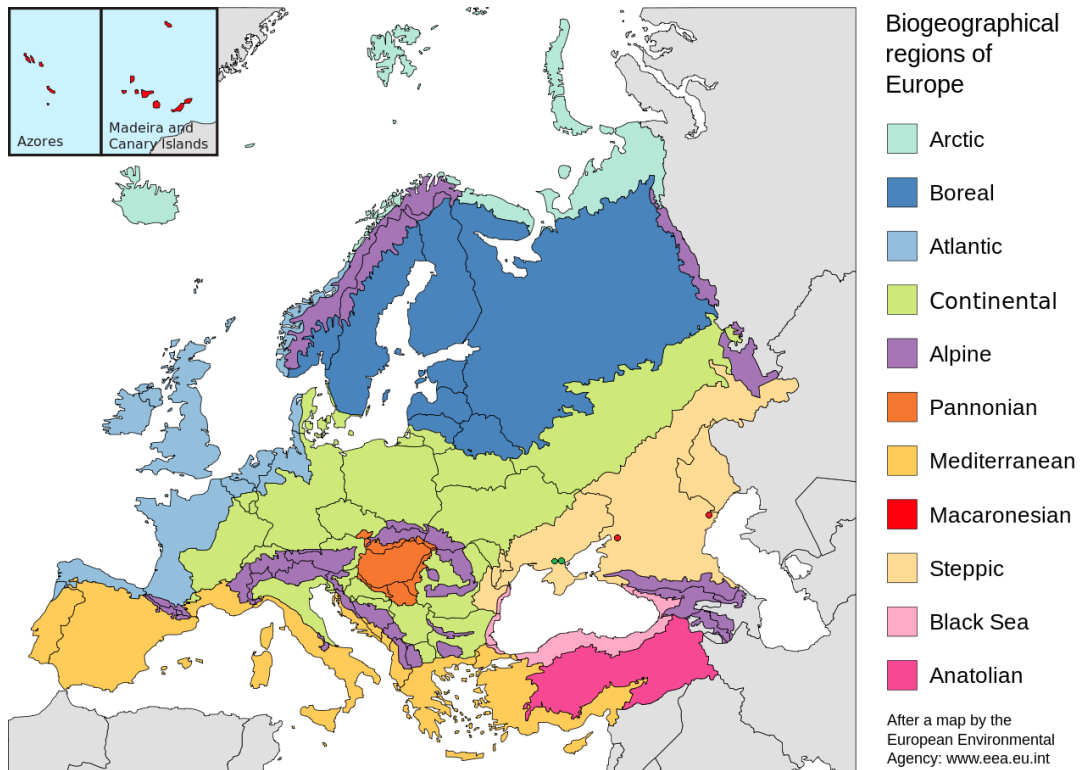 Azores
Madeira and
Canary Islands
Biogeographical
regions of
Europe
Arctic
Boreal
Atlantic
Continental
Alpine
Pannonian
Mediterranean
Macaronesian
Steppic
Black Sea
Anatolian
After a map by the
European Environmental
Agency: www.eea.eu.int